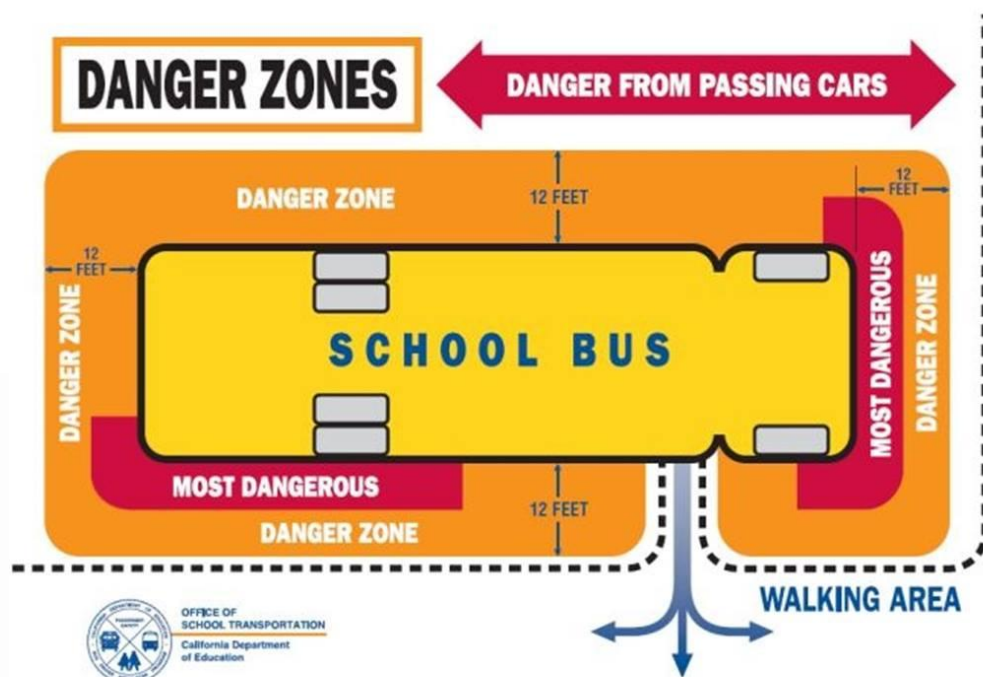 DANGER ZONES
DANGER FROM PASSING CARS
DANGER ZONE
12 FEET
12
FEET
12
FEET
DANGER ZONE
SCHOOL BUS
MOST DANGEROUS
DANGER ZONE
MOST DANGEROUS
12 FEET
DANGER ZONE
WALKING AREA
OFFICE OF
SCHOOL TRANSPORTATION
California Department
of Education